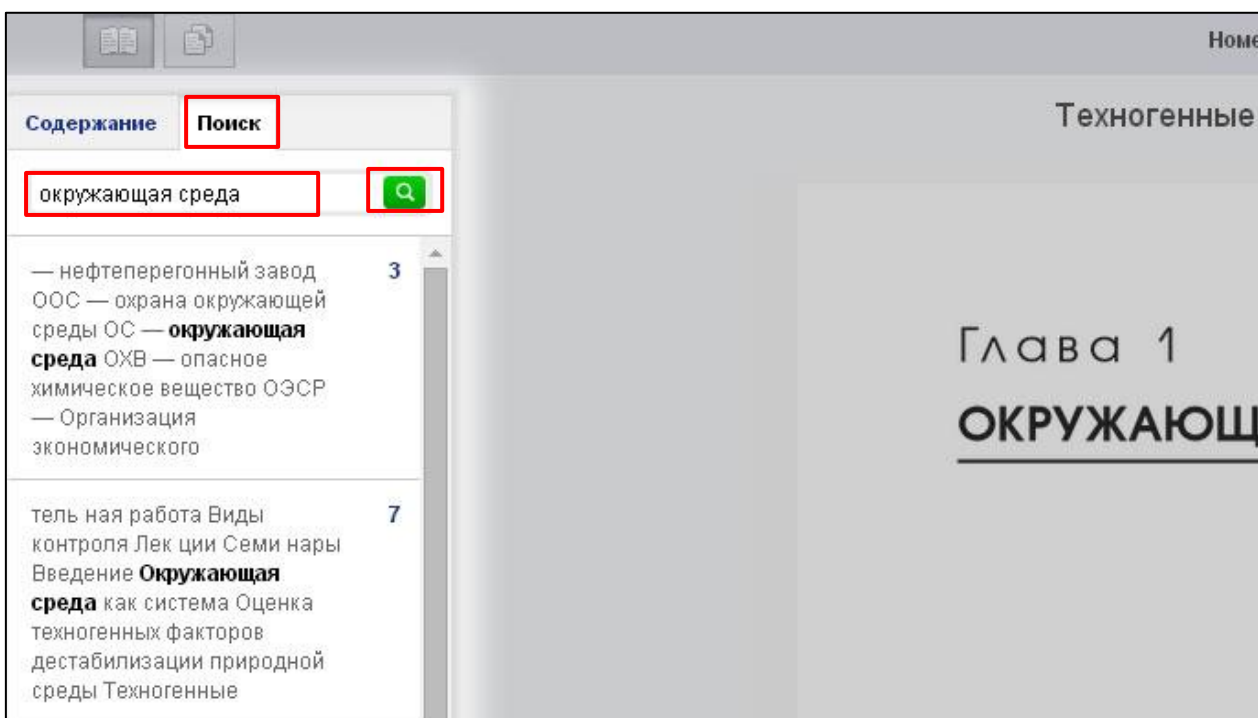 Содержание
Поиск
окружающая среда
— нефтеперегонный завод
3
ООС — охрана окружающей
среды ОС — окружающая
среда ОХВ — опасное
химическое вещество ОЭСР
— Организация
экономического
тель ная работа Виды
7
контроля Лек ции Семи нары
Введение Окружающая
среда как система Оценка
техногенных факторов
дестабилизации природной
среды Техногенные
Номе
Техногенные
Глава 1
ОКРУЖАЮЩ